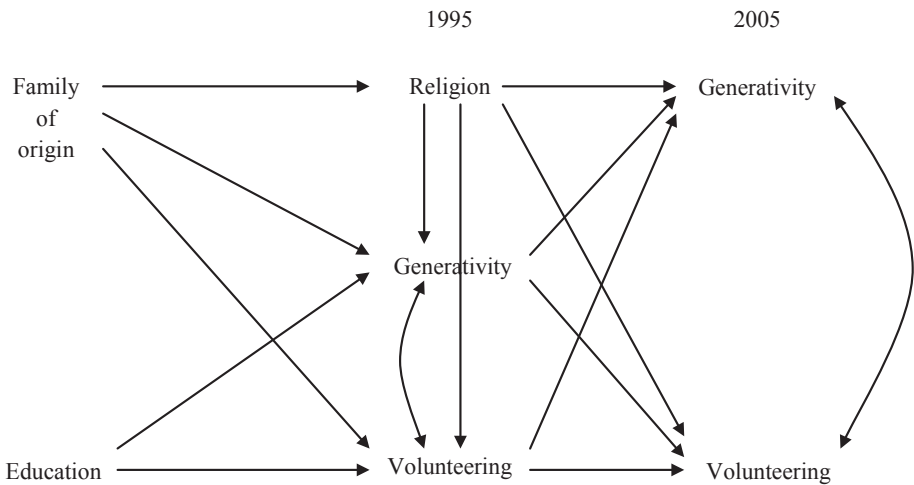 1995
2005
Family
of
origin
Religion
Generativity
Generativity
Education
Volunteering
Volunteering